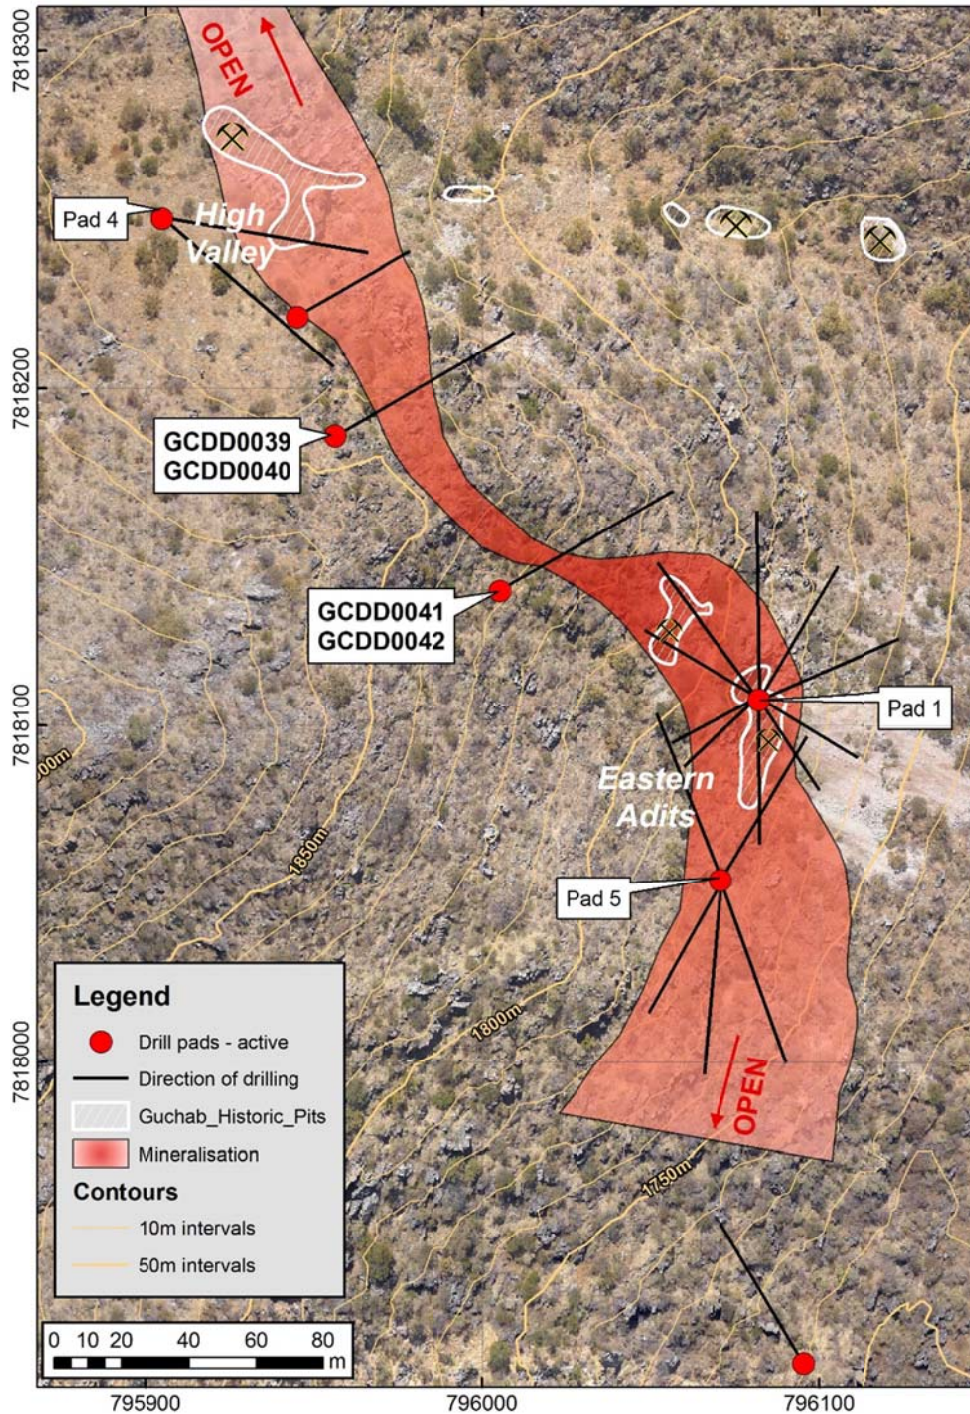 7818300
OPEN
Pad 4
High
Valley
7818200
GCDD0039
GCDD0040
GCDD0041
GCDD0042
Pad 1
7818100
Eastern
Adits
1850m
Pad 5
1800m
7818000
OPEN
1750m
Legend
Drill pads - active
Direction of drilling
Guchab_Historic_Pits
Mineralisation
Contours
10m intervals
50m intervals
0 10 20 40 60 80
m
795900 796000 796100